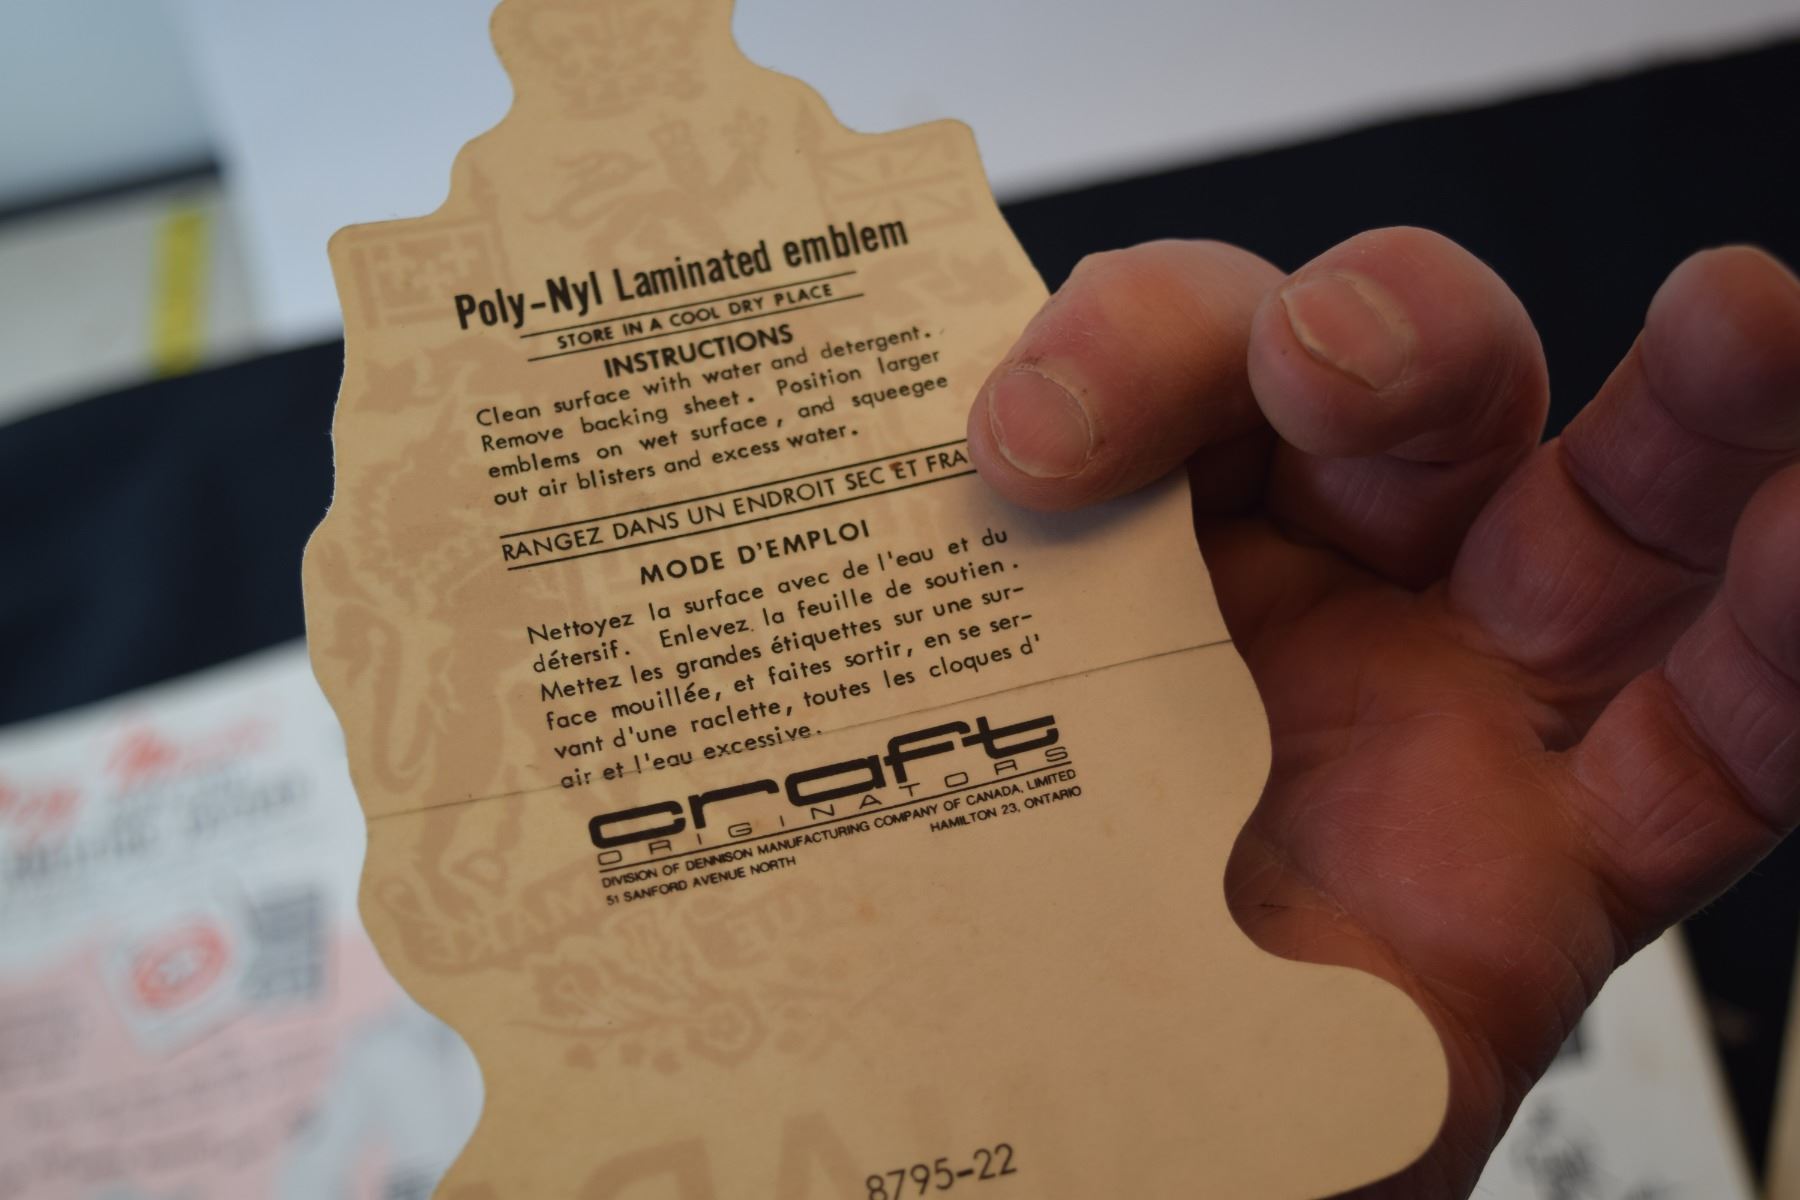 Poly-Nyl Laminated emblem
STORE IN A COOL DRY PLACE
INSTRUCTIONS
Clean surface with water and detergent.
Remove backing sheet. Position larger
emblems on wet surface, and squeegee
out air blisters and excess water.
RANGEZ DANS UN ENDROIT SEC ET FRA
MODE D'EMPLOI
Nettoyez la surface avec de l'eau et du
détersif. Enlevez la feuille de soutien.
Mettez les grandes étiquettes sur une sur-
face mouillée, et faites sortir, en se ser-
vant d'une raclette, toutes les cloques d'
air et l'eau excessive.
craft
ORIGINATORS
DIVISION OF DENNISON MANUFACTURING COMPANY OF CANADA, LIMITED
51 SANFORD AVENUE NORTH HAMILTON 23, ONTARIO
8795-22